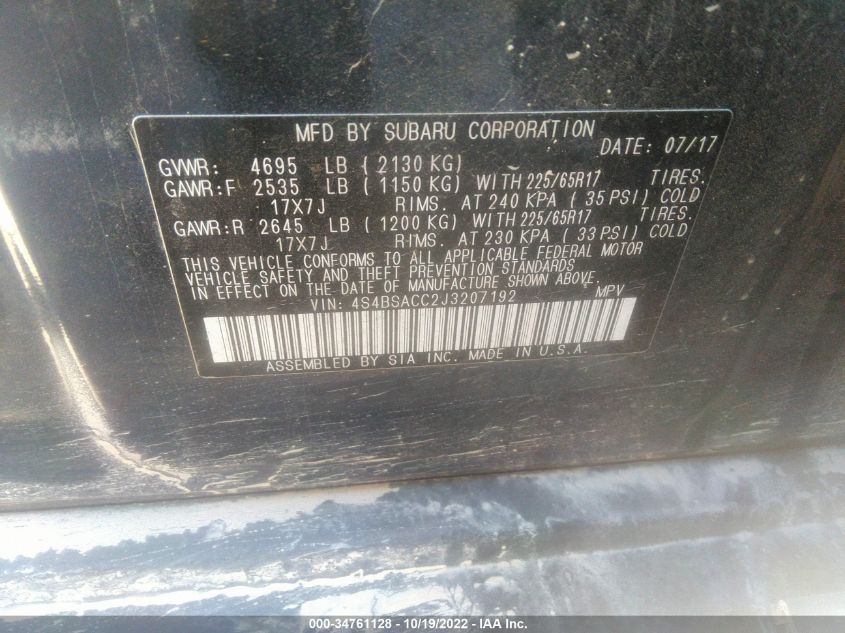 MFD BY SUBARU CORPORATION
DATE: 07/17
GVWR: 4695 LB ( 2130 KG)
GAWR:F 2535 LB ( 1150 KG) WITH 225/65R17 TIRES.
17X7J RIMS. AT 240 KPA ( 35 PSI) COLD
GAWR:R 2645 LB ( 1200 KG) WITH 225/65R17 TIRES.
17X7J RIMS. AT 230 KPA ( 33 PSI) COLD
THIS VEHICLE CONFORMS TO ALL APPLICABLE FEDERAL MOTOR
VEHICLE SAFETY AND THEFT PREVENTION STANDARDS
IN EFFECT ON THE DATE OF MANUFACTURE SHOWN ABOVE.
VIN: 4S4BSACC2J3207192 MPV
ASSEMBLED BY SIA INC. MADE IN U.S.A.
000-34761128 - 10/19/2022 - IAA Inc.